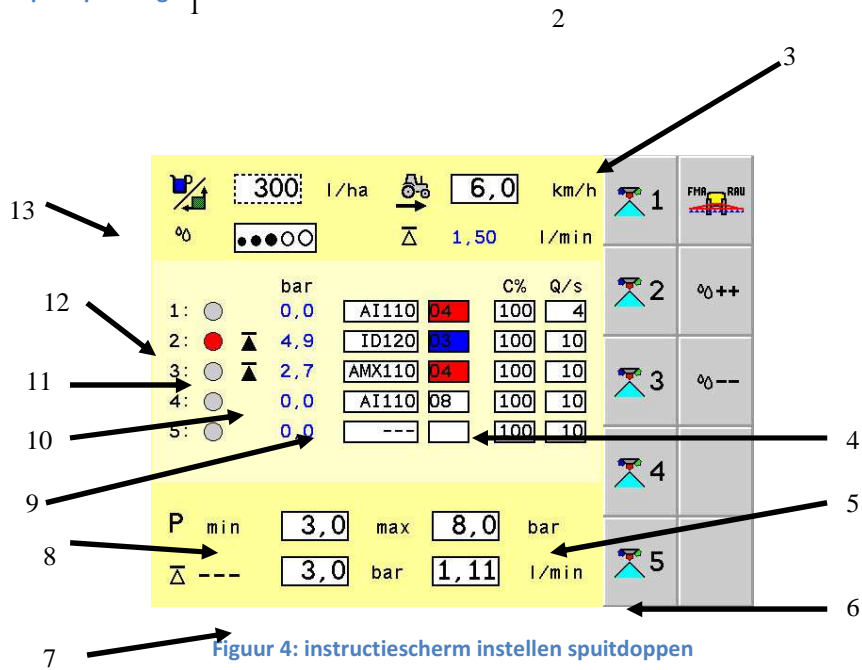 1
2
3
300 l/ha 6,0 km/h 1 FMA RAU
13
1,50 l/min
bar C% Q/s 2 ++
12
1: 0,0 AI110 04 100 4
2: 4,9 ID120 03 100 10
3: 2,7 AMX110 04 100 10 3 --
11
4: 0,0 AI110 08 100 10
10
5: 0,0 --- 100 10 4
4
9
P min 3,0 max 8,0 bar
5
8
--- 3,0 bar 1,11 l/min 5
6
7
Figuur 4: instructiescherm instellen spuitdoppen